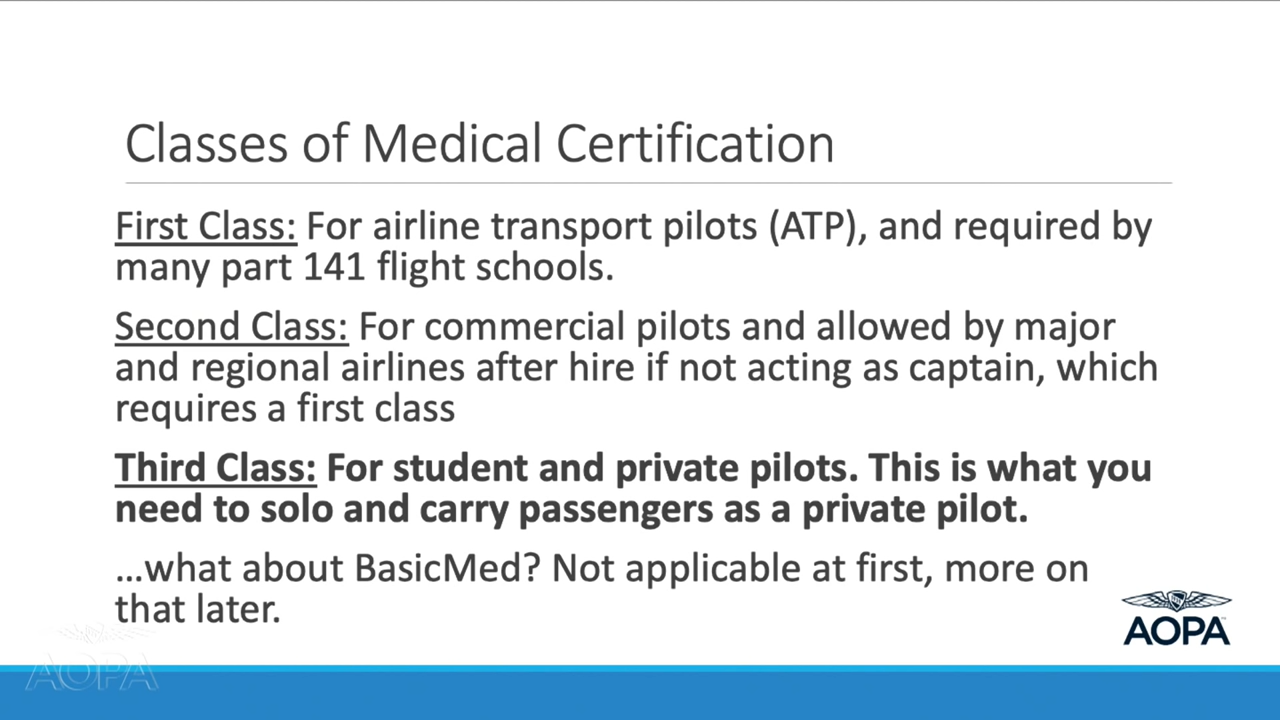 Classes of Medical Certification
First Class: For airline transport pilots (ATP), and required by
many part 141 flight schools.
Second Class: For commercial pilots and allowed by major
and regional airlines after hire if not acting as captain, which
requires a first class
Third Class: For student and private pilots. This is what you
need to solo and carry passengers as a private pilot.
...what about BasicMed? Not applicable at first, more on
that later.
AOPA
AOPA